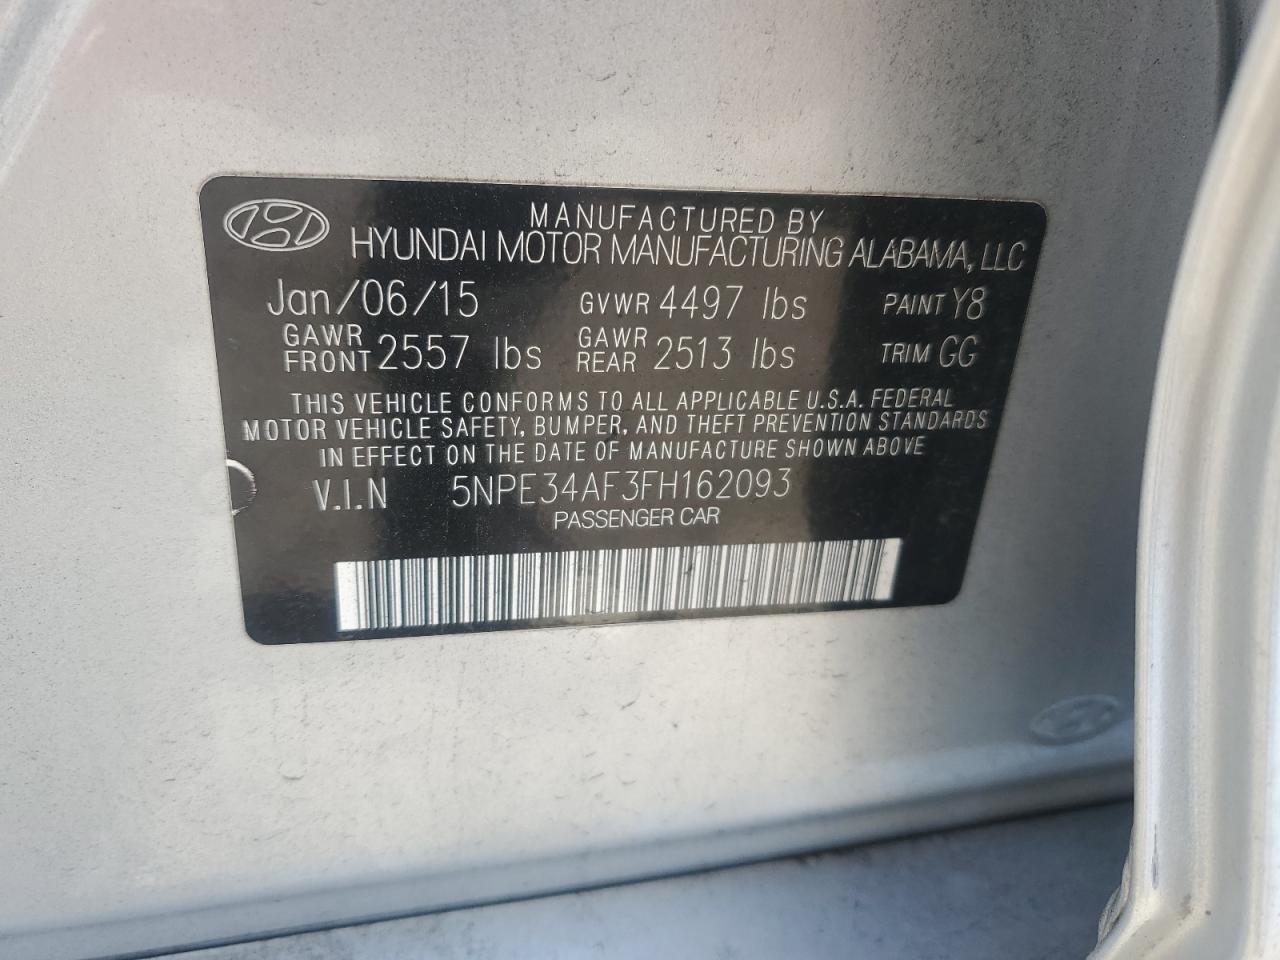 MANUFACTURED BY
HYUNDAI MOTOR MANUFACTURING ALABAMA, LLC
Jan/06/15 GVWR 4497 lbs PAINT Y8
GAWR FRONT 2557 lbs GAWR REAR 2513 lbs TRIM GG
THIS VEHICLE CONFORMS TO ALL APPLICABLE U.S.A. FEDERAL
MOTOR VEHICLE SAFETY, BUMPER, AND THEFT PREVENTION STANDARDS
IN EFFECT ON THE DATE OF MANUFACTURE SHOWN ABOVE
V.I.N 5NPE34AF3FH162093
PASSENGER CAR